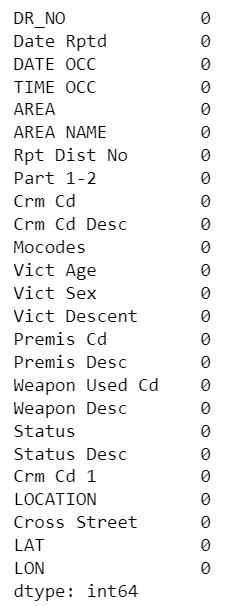 DR_NO 0
Date Rptd 0
DATE OCC 0
TIME OCC 0
AREA 0
AREA NAME 0
Rpt Dist No 0
Part 1-2 0
Crm Cd 0
Crm Cd Desc 0
Mocodes 0
Vict Age 0
Vict Sex 0
Vict Descent 0
Premis Cd 0
Premis Desc 0
Weapon Used Cd 0
Weapon Desc 0
Status 0
Status Desc 0
Crm Cd 1 0
LOCATION 0
Cross Street 0
LAT 0
LON 0
dtype: int64